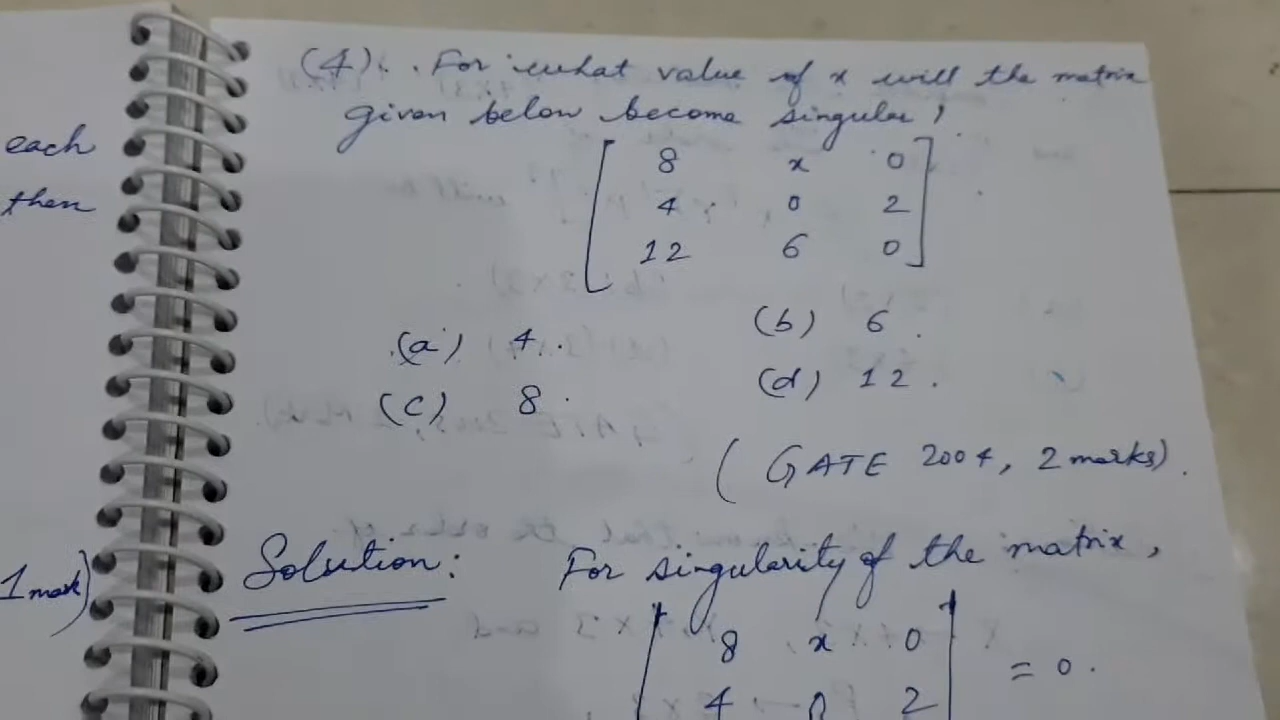 each
then
1 mark)
(4). . For what value of x will the matrix
given below become singular,
8 x 0
4 0 2
12 6 0
(a) 4. (b) 6.
(c) 8. (d) 12.
(GATE 2004, 2 marks).
Solution: For singularity of the matrix,
8 x 0
= 0.
4 0 2